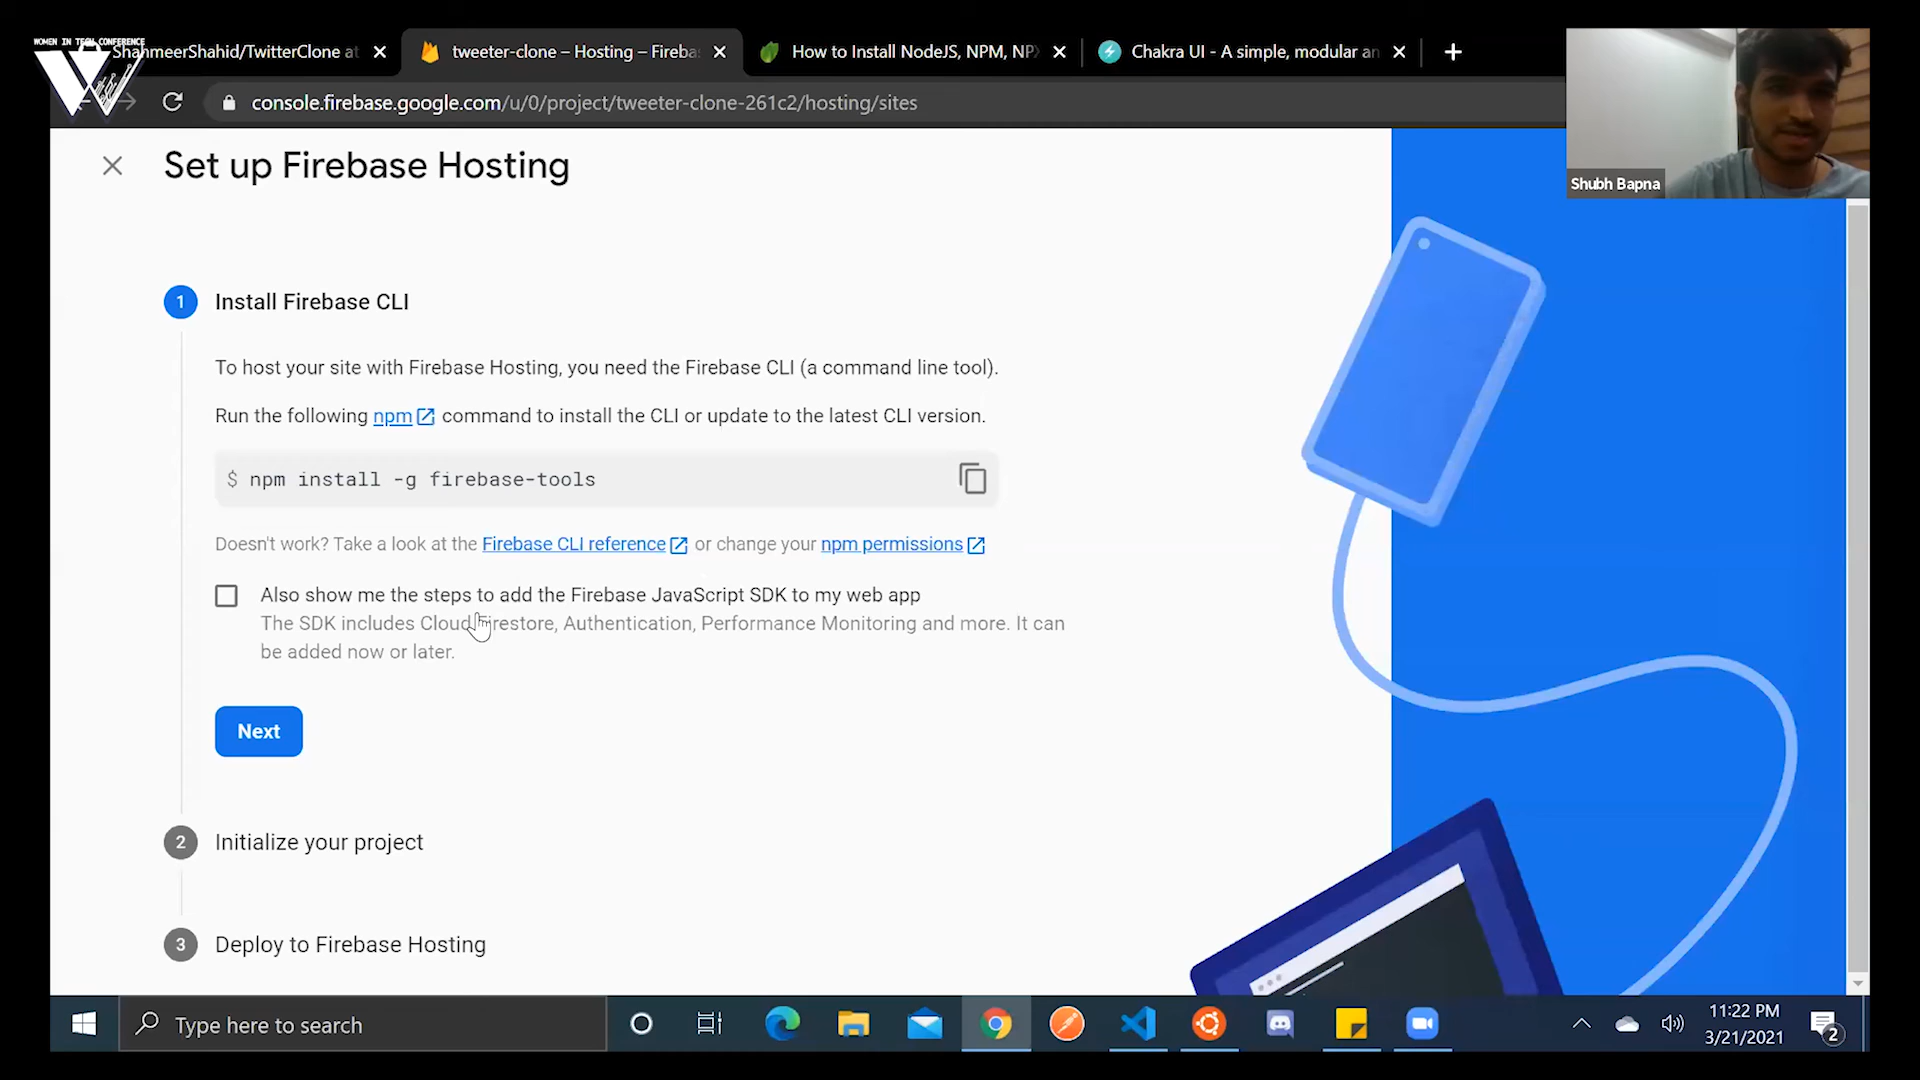 WOMEN IN TECH CONFERENCE
ShahmeerShahid/TwitterClone at
tweeter-clone – Hosting – Fireba
How to Install NodeJS, NPM, NPX
Chakra UI - A simple, modular an
console.firebase.google.com/u/0/project/tweeter-clone-261c2/hosting/sites
Shubh Bapna
Set up Firebase Hosting
1
Install Firebase CLI
To host your site with Firebase Hosting, you need the Firebase CLI (a command line tool).
Run the following npm command to install the CLI or update to the latest CLI version.
$ npm install -g firebase-tools
Doesn't work? Take a look at the Firebase CLI reference or change your npm permissions
Also show me the steps to add the Firebase JavaScript SDK to my web app
The SDK includes Cloud Firestore, Authentication, Performance Monitoring and more. It can
be added now or later.
Next
2
Initialize your project
3
Deploy to Firebase Hosting
Type here to search
11:22 PM
3/21/2021
2